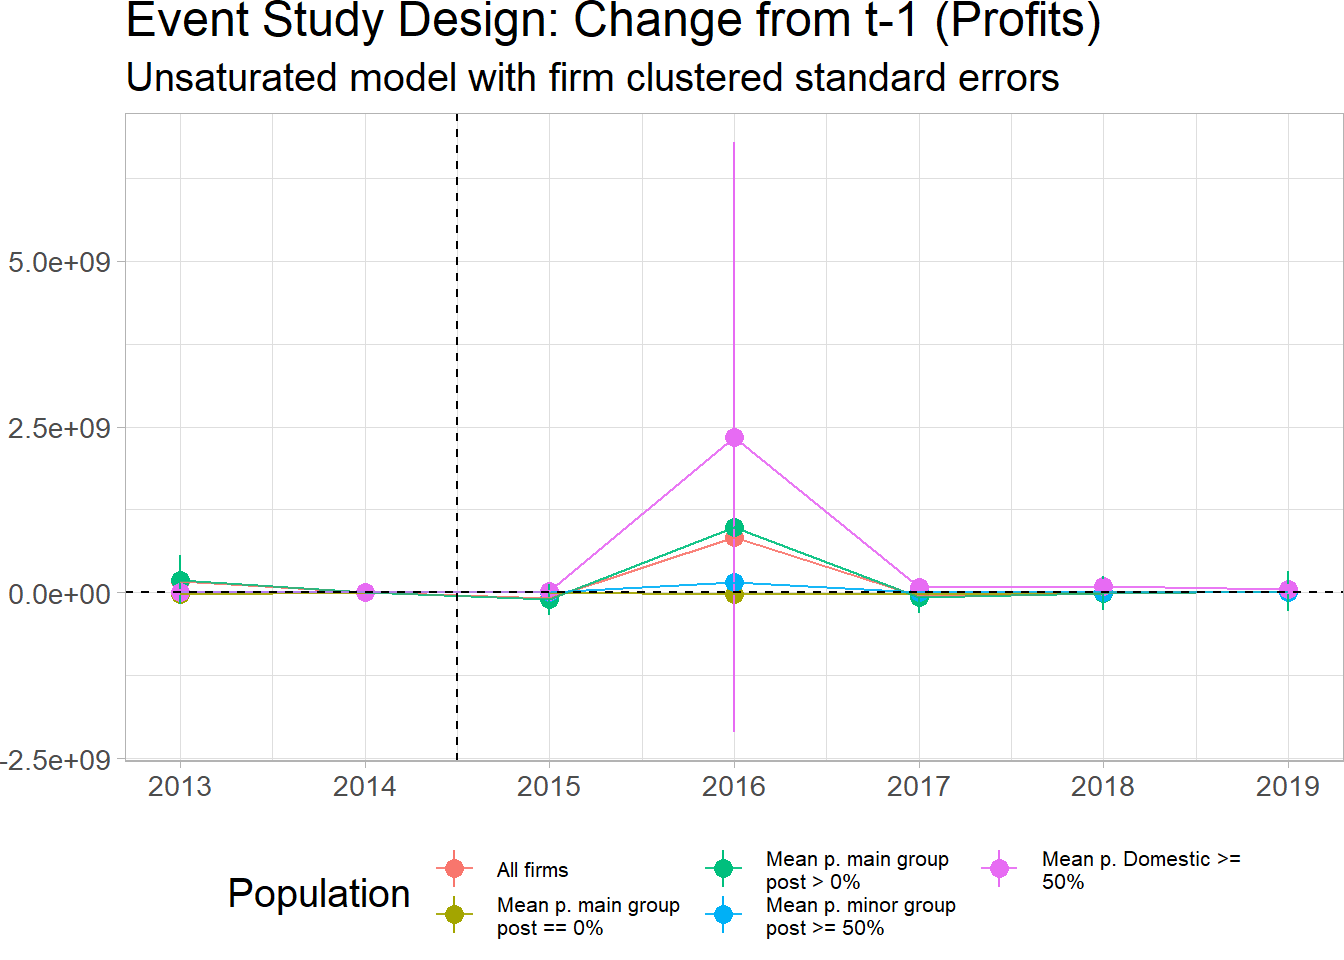 Event Study Design: Change from t-1 (Profits)
Unsaturated model with firm clustered standard errors
5.0e+09
2.5e+09
0.0e+00
-2.5e+09
2013 2014 2015 2016 2017 2018 2019
Population
All firms
Mean p. main group
post == 0%
Mean p. main group
post > 0%
Mean p. minor group
post >= 50%
Mean p. Domestic >=
50%